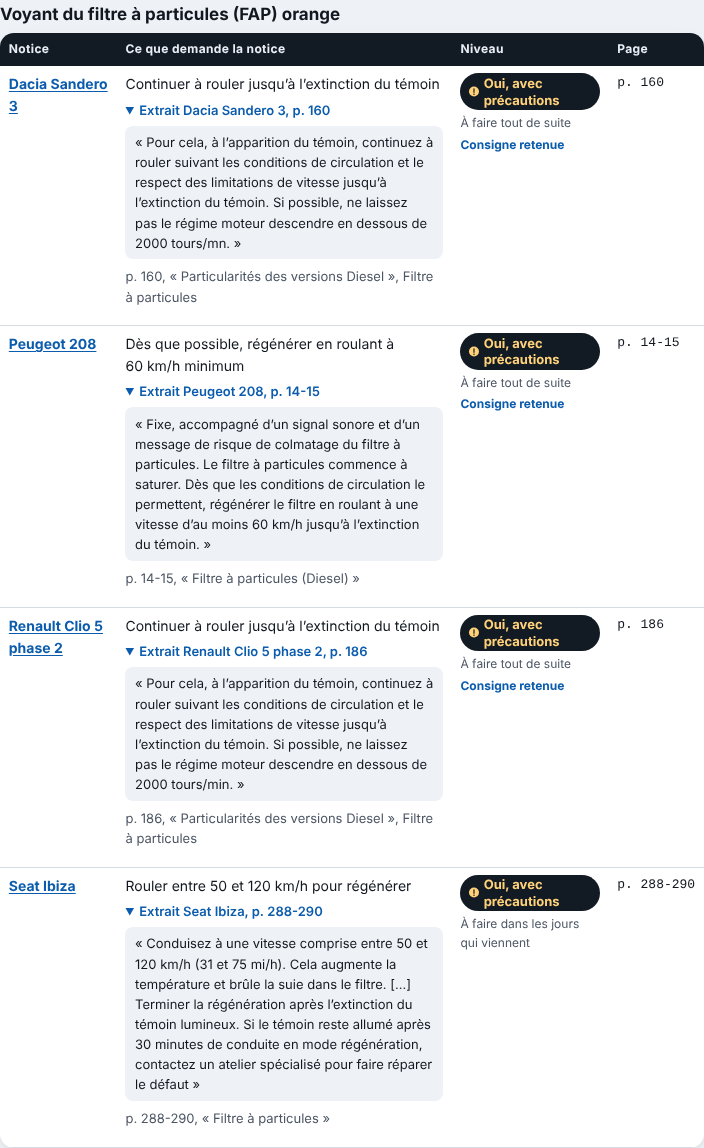 Voyant du filtre à particules (FAP) orange
Notice Ce que demande la notice Niveau Page
Dacia Sandero 3
Continuer à rouler jusqu’à l’extinction du témoin
▼ Extrait Dacia Sandero 3, p. 160
« Pour cela, à l’apparition du témoin, continuez à
rouler suivant les conditions de circulation et le
respect des limitations de vitesse jusqu’à
l’extinction du témoin. Si possible, ne laissez
pas le régime moteur descendre en dessous de
2000 tours/mn. »
p. 160, « Particularités des versions Diesel », Filtre
à particules
Oui, avec
précautions
À faire tout de suite
Consigne retenue
p. 160
Peugeot 208
Dès que possible, régénérer en roulant à
60 km/h minimum
▼ Extrait Peugeot 208, p. 14-15
« Fixe, accompagné d’un signal sonore et d’un
message de risque de colmatage du filtre à
particules. Le filtre à particules commence à
saturer. Dès que les conditions de circulation le
permettent, régénérer le filtre en roulant à une
vitesse d’au moins 60 km/h jusqu’à l’extinction
du témoin. »
p. 14-15, « Filtre à particules (Diesel) »
Oui, avec
précautions
À faire tout de suite
Consigne retenue
p. 14-15
Renault Clio 5
phase 2
Continuer à rouler jusqu’à l’extinction du témoin
▼ Extrait Renault Clio 5 phase 2, p. 186
« Pour cela, à l’apparition du témoin, continuez à
rouler suivant les conditions de circulation et le
respect des limitations de vitesse jusqu’à
l’extinction du témoin. Si possible, ne laissez
pas le régime moteur descendre en dessous de
2000 tours/min. »
p. 186, « Particularités des versions Diesel », Filtre
à particules
Oui, avec
précautions
À faire tout de suite
Consigne retenue
p. 186
Seat Ibiza
Rouler entre 50 et 120 km/h pour régénérer
▼ Extrait Seat Ibiza, p. 288-290
« Conduisez à une vitesse comprise entre 50 et
120 km/h (31 et 75 mi/h). Cela augmente la
température et brûle la suie dans le filtre. [...]
Terminer la régénération après l’extinction du
témoin lumineux. Si le témoin reste allumé après
30 minutes de conduite en mode régénération,
contactez un atelier spécialisé pour faire réparer
le défaut »
p. 288-290, « Filtre à particules »
Oui, avec
précautions
À faire dans les jours
qui viennent
p. 288-290